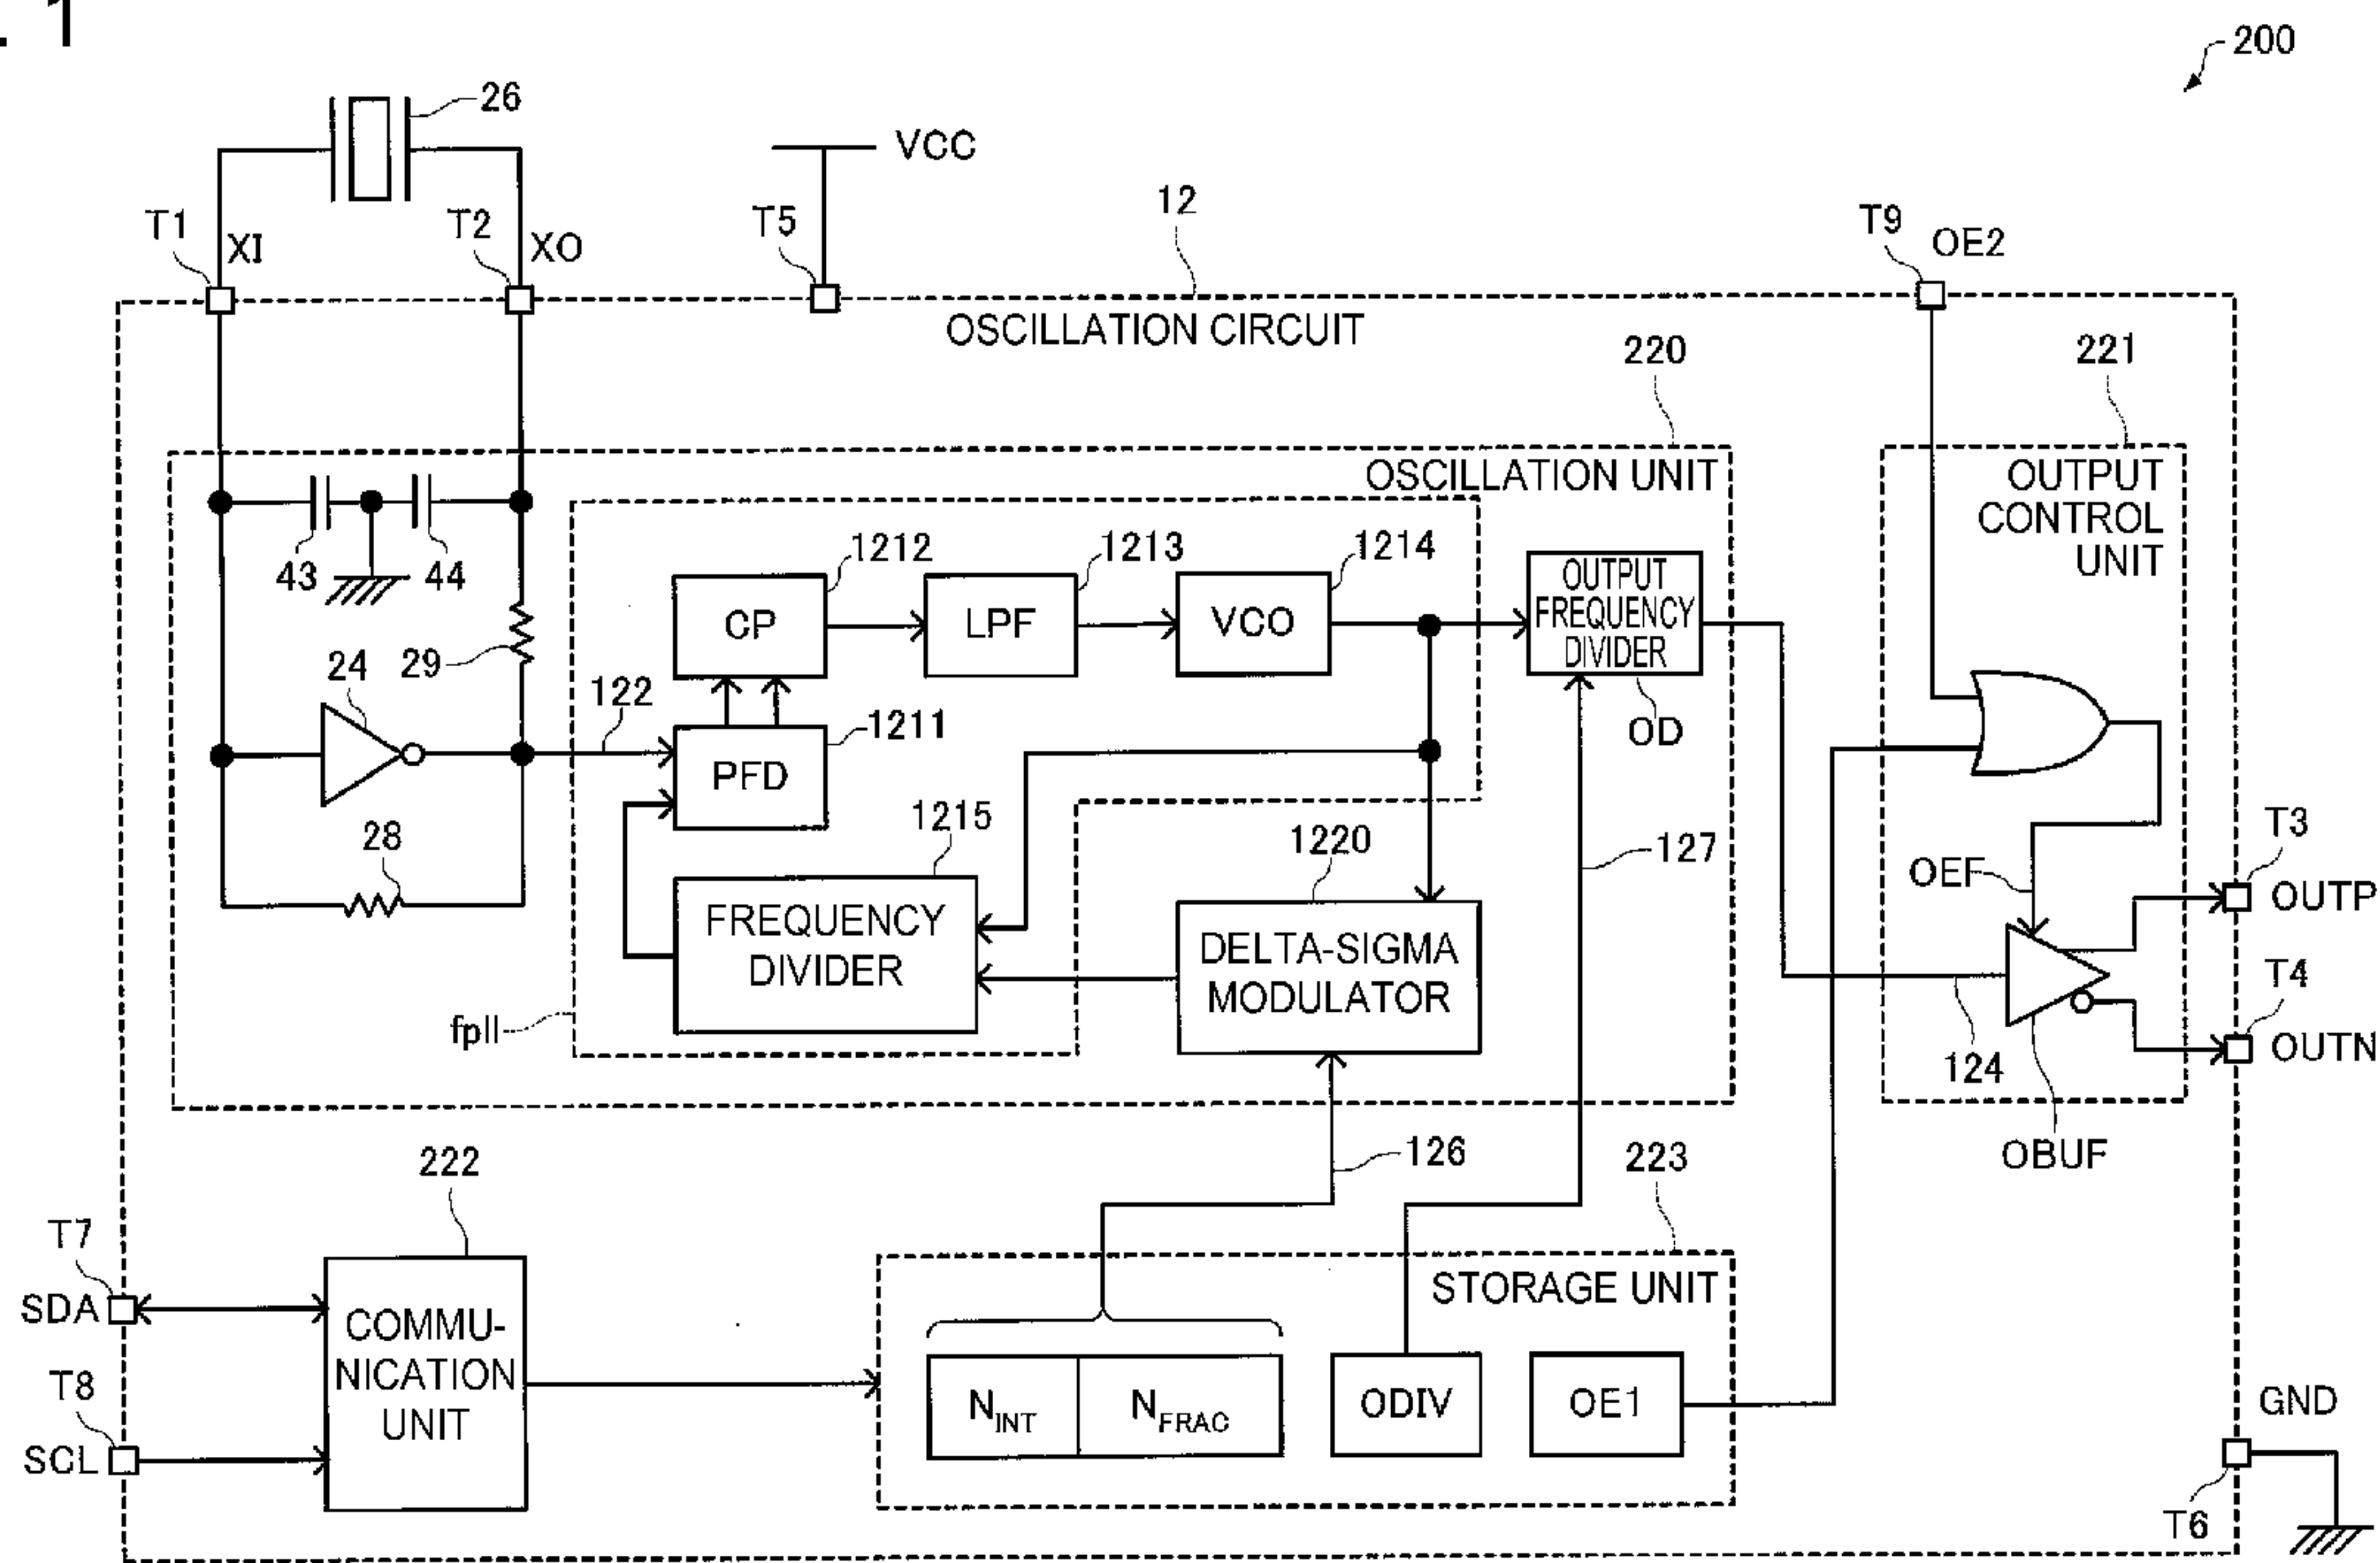 . 1
200
26
VCC
T1
XI
T2
XO
T5
12
T9
OE2
OSCILLATION CIRCUIT
220
221
OSCILLATION UNIT
OUTPUT
CONTROL
UNIT
43
44
1212
1213
1214
CP
LPF
VCO
OUTPUT
FREQUENCY
DIVIDER
29
24
122
1211
OD
PFD
28
1215
1220
127
T3
OEF
OUTP
FREQUENCY
DIVIDER
DELTA-SIGMA
MODULATOR
T4
fpll
OUTN
124
222
126
223
OBUF
T7
SDA
STORAGE UNIT
COMMU-
NICATION
UNIT
T8
SCL
N_INT
N_FRAC
ODIV
OE1
GND
T6